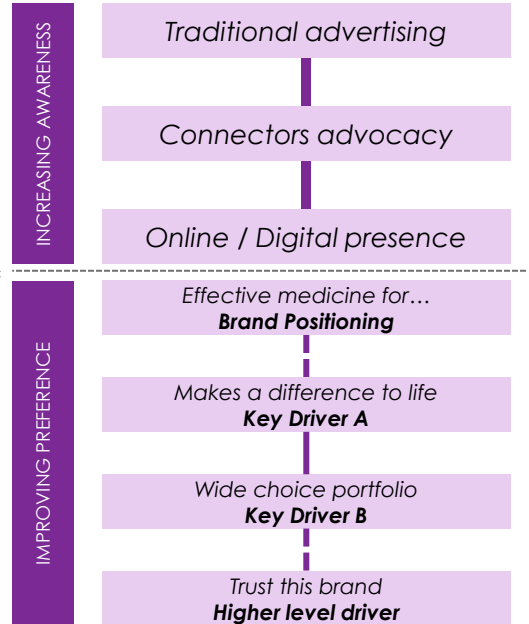 INCREASING AWARENESS
Traditional advertising
Connectors advocacy
Online / Digital presence
IMPROVING PREFERENCE
Effective medicine for…
Brand Positioning
Makes a difference to life
Key Driver A
Wide choice portfolio
Key Driver B
Trust this brand
Higher level driver